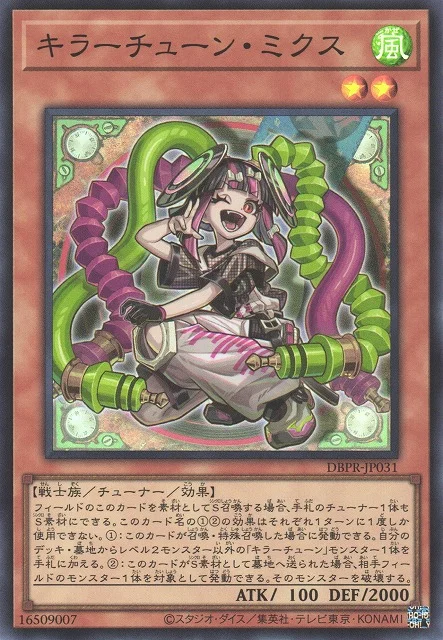 キラーチューン・ミクス
風
DBPR-JP031
【戦士族／チューナー／効果】
フィールドのこのカードを素材としてS召喚する場合、手札のチューナー1体も
S素材にできる。このカード名の①②の効果はそれぞれ1ターンに1度しか
使用できない。①：このカードが召喚・特殊召喚した場合に発動できる。自分の
デッキ・墓地からレベル2モンスター以外の「キラーチューン」モンスター1体を
手札に加える。②：このカードがS素材として墓地へ送られた場合、相手フィー
ルドのモンスター1体を対象として発動できる。そのモンスターを破壊する。
ATK/ 100 DEF/2000
16509007
©スタジオ・ダイス／集英社・テレビ東京・KONAMI